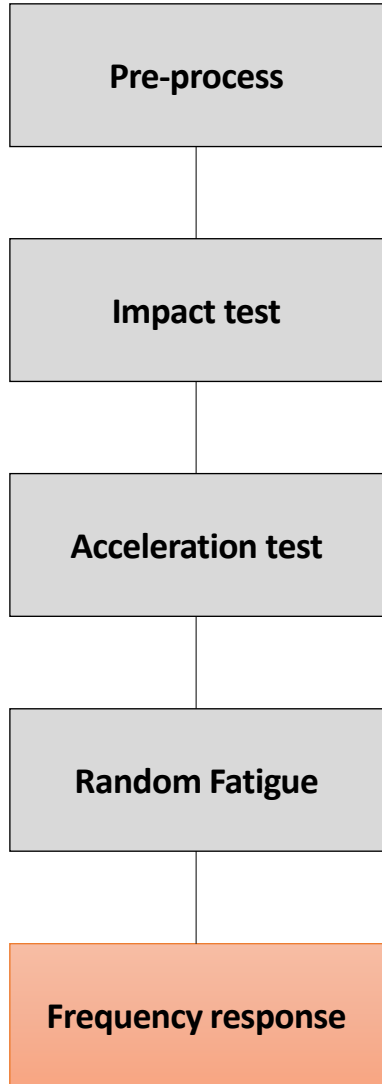 Pre-process
Impact test
Acceleration test
Random Fatigue
Frequency response